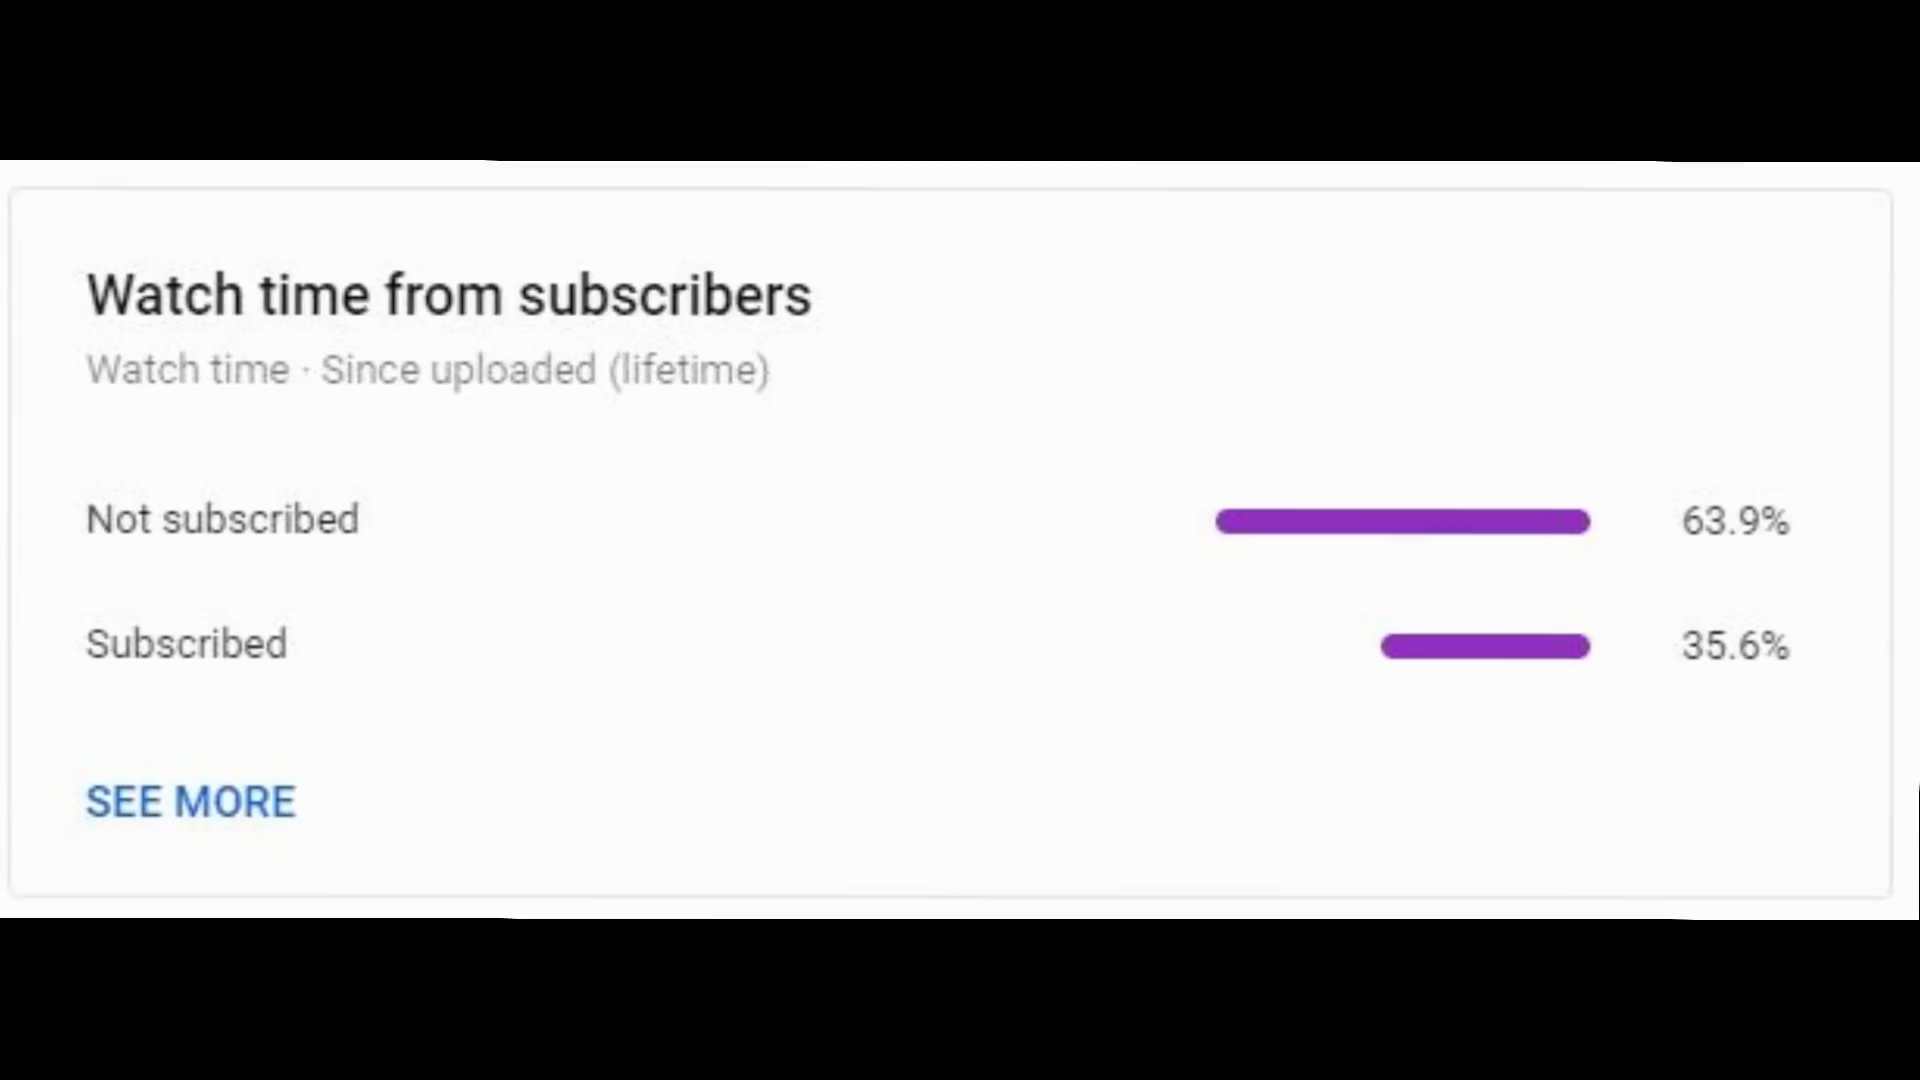 Watch time from subscribers
Watch time · Since uploaded (lifetime)
Not subscribed 63.9%
Subscribed 35.6%
SEE MORE